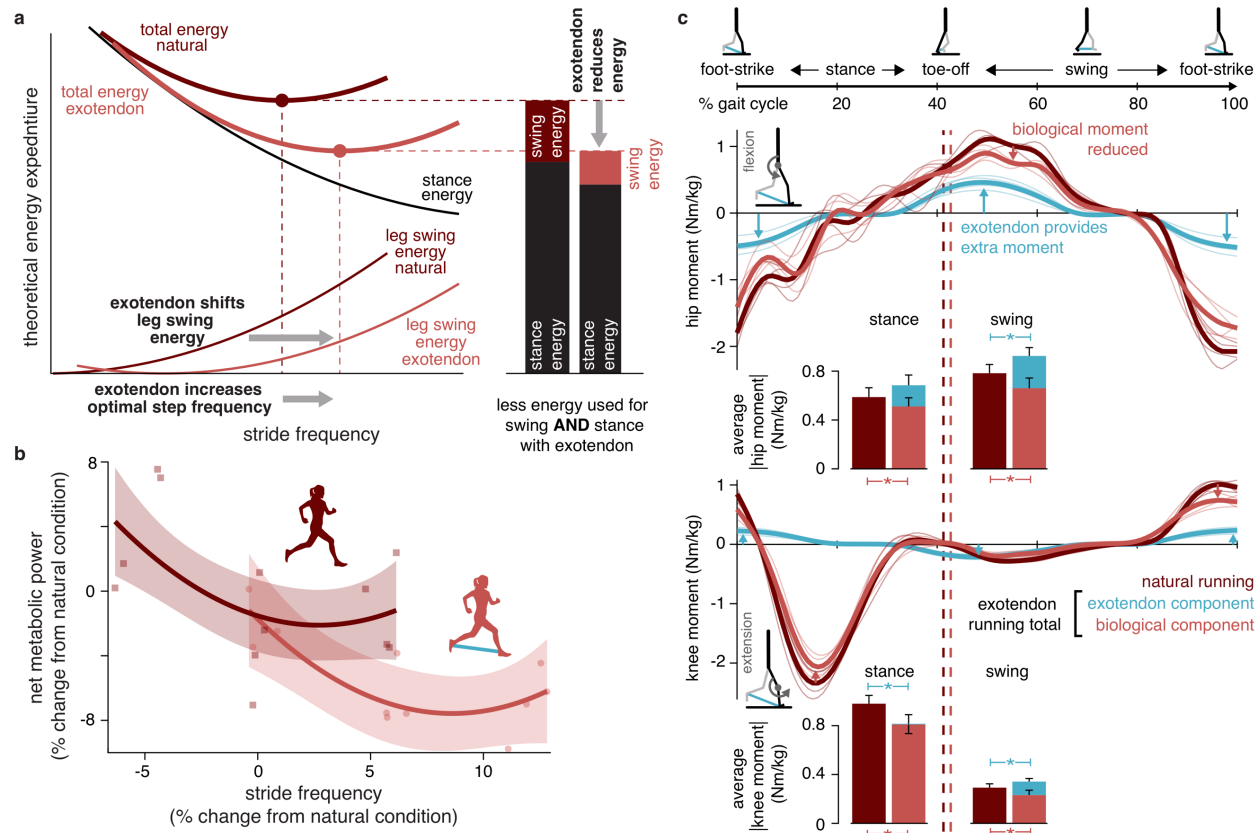 a
total energy
natural
total energy
exotendon
theoretical energy expedntiure
stance
energy
leg swing
energy
natural
exotendon shifts
leg swing
energy
leg swing
energy
exotendon
exotendon increases
optimal step frequency
stride frequency
exotendon
reduces
energy
swing
energy
swing
energy
stance
energy
stance
energy
less energy used for
swing AND stance
with exotendon
b
net metabolic power
(% change from natural condition)
8
0
-8
-5
0
5
10
stride frequency
(% change from natural condition)
c
foot-strike
stance
toe-off
swing
foot-strike
% gait cycle
20
40
60
80
100
hip moment (Nm/kg)
1
0
-1
-2
flexion
biological moment
reduced
exotendon provides
extra moment
stance
swing
average
|hip moment|
(Nm/kg)
0.8
0.4
0
*
*
*
knee moment (Nm/kg)
1
0
-1
-2
extension
natural running
exotendon
running total
exotendon component
biological component
stance
swing
average
|knee moment|
(Nm/kg)
0.8
0.4
0
*
*
*
*